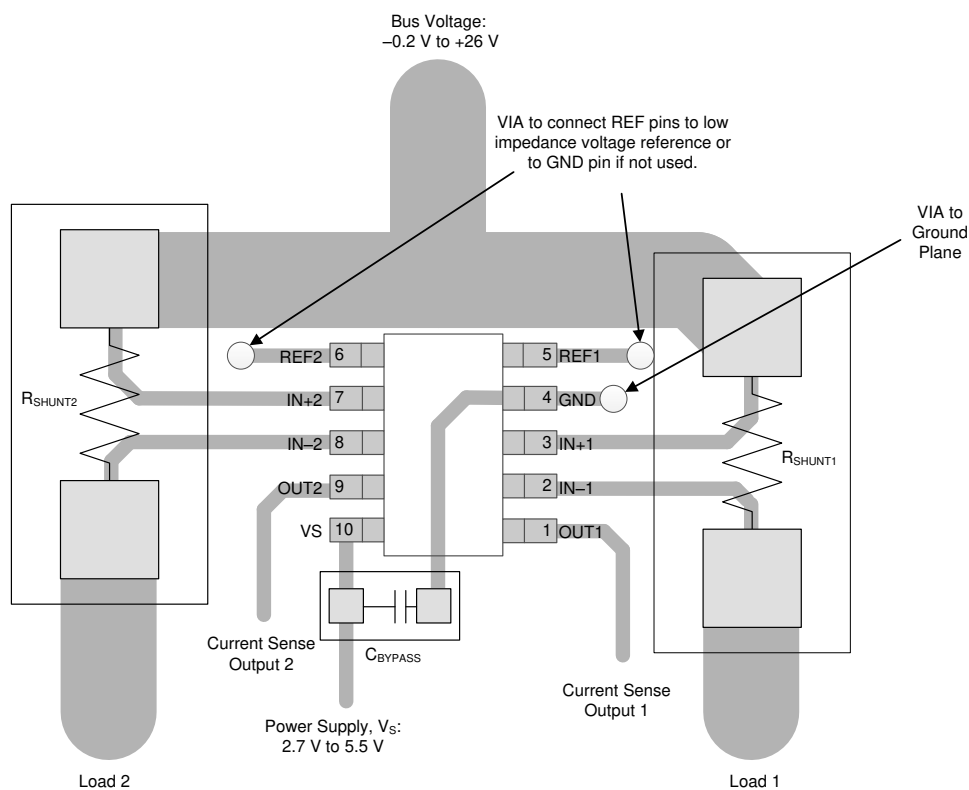 Bus Voltage:
–0.2 V to +26 V
VIA to connect REF pins to low
impedance voltage reference or
to GND pin if not used.
VIA to
Ground
Plane
REF2 6
5 REF1
RSHUNT2
IN+2 7
4 GND
IN–2 8
3 IN+1
RSHUNT1
OUT2 9
2 IN–1
VS 10
1 OUT1
Current Sense
Output 2
CBYPASS
Current Sense
Output 1
Power Supply, VS:
2.7 V to 5.5 V
Load 2
Load 1